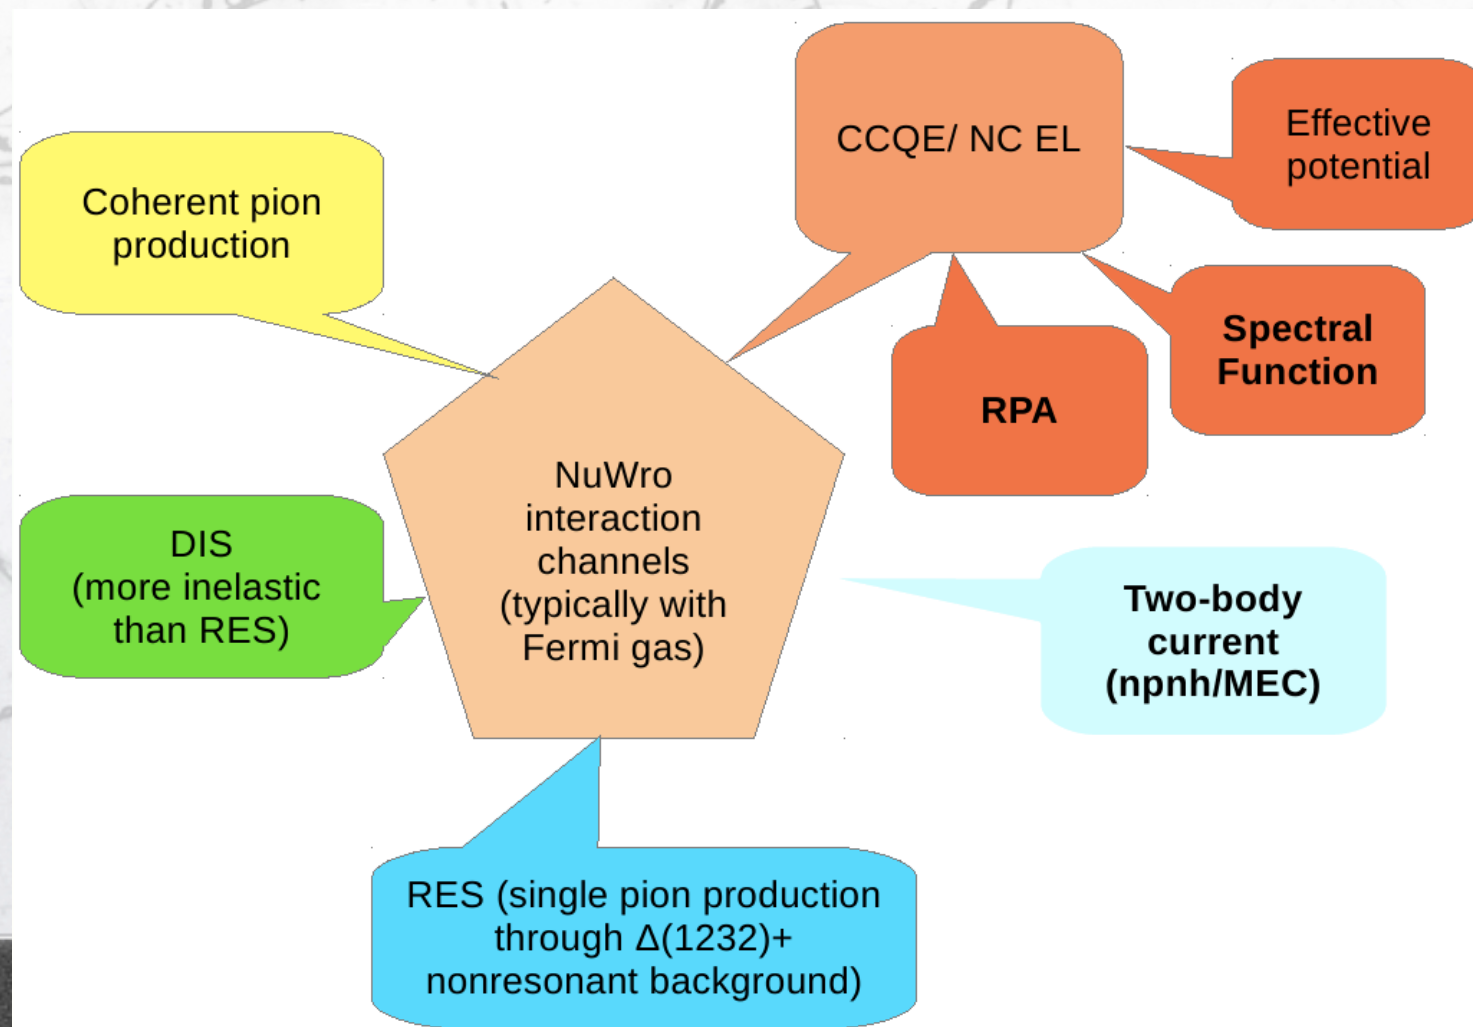 CCQE/ NC EL
Effective
potential
Coherent pion
production
Spectral
Function
RPA
NuWro
interaction
channels
(typically with
Fermi gas)
DIS
(more inelastic
than RES)
Two-body
current
(npnh/MEC)
RES (single pion production
through Δ(1232)+
nonresonant background)